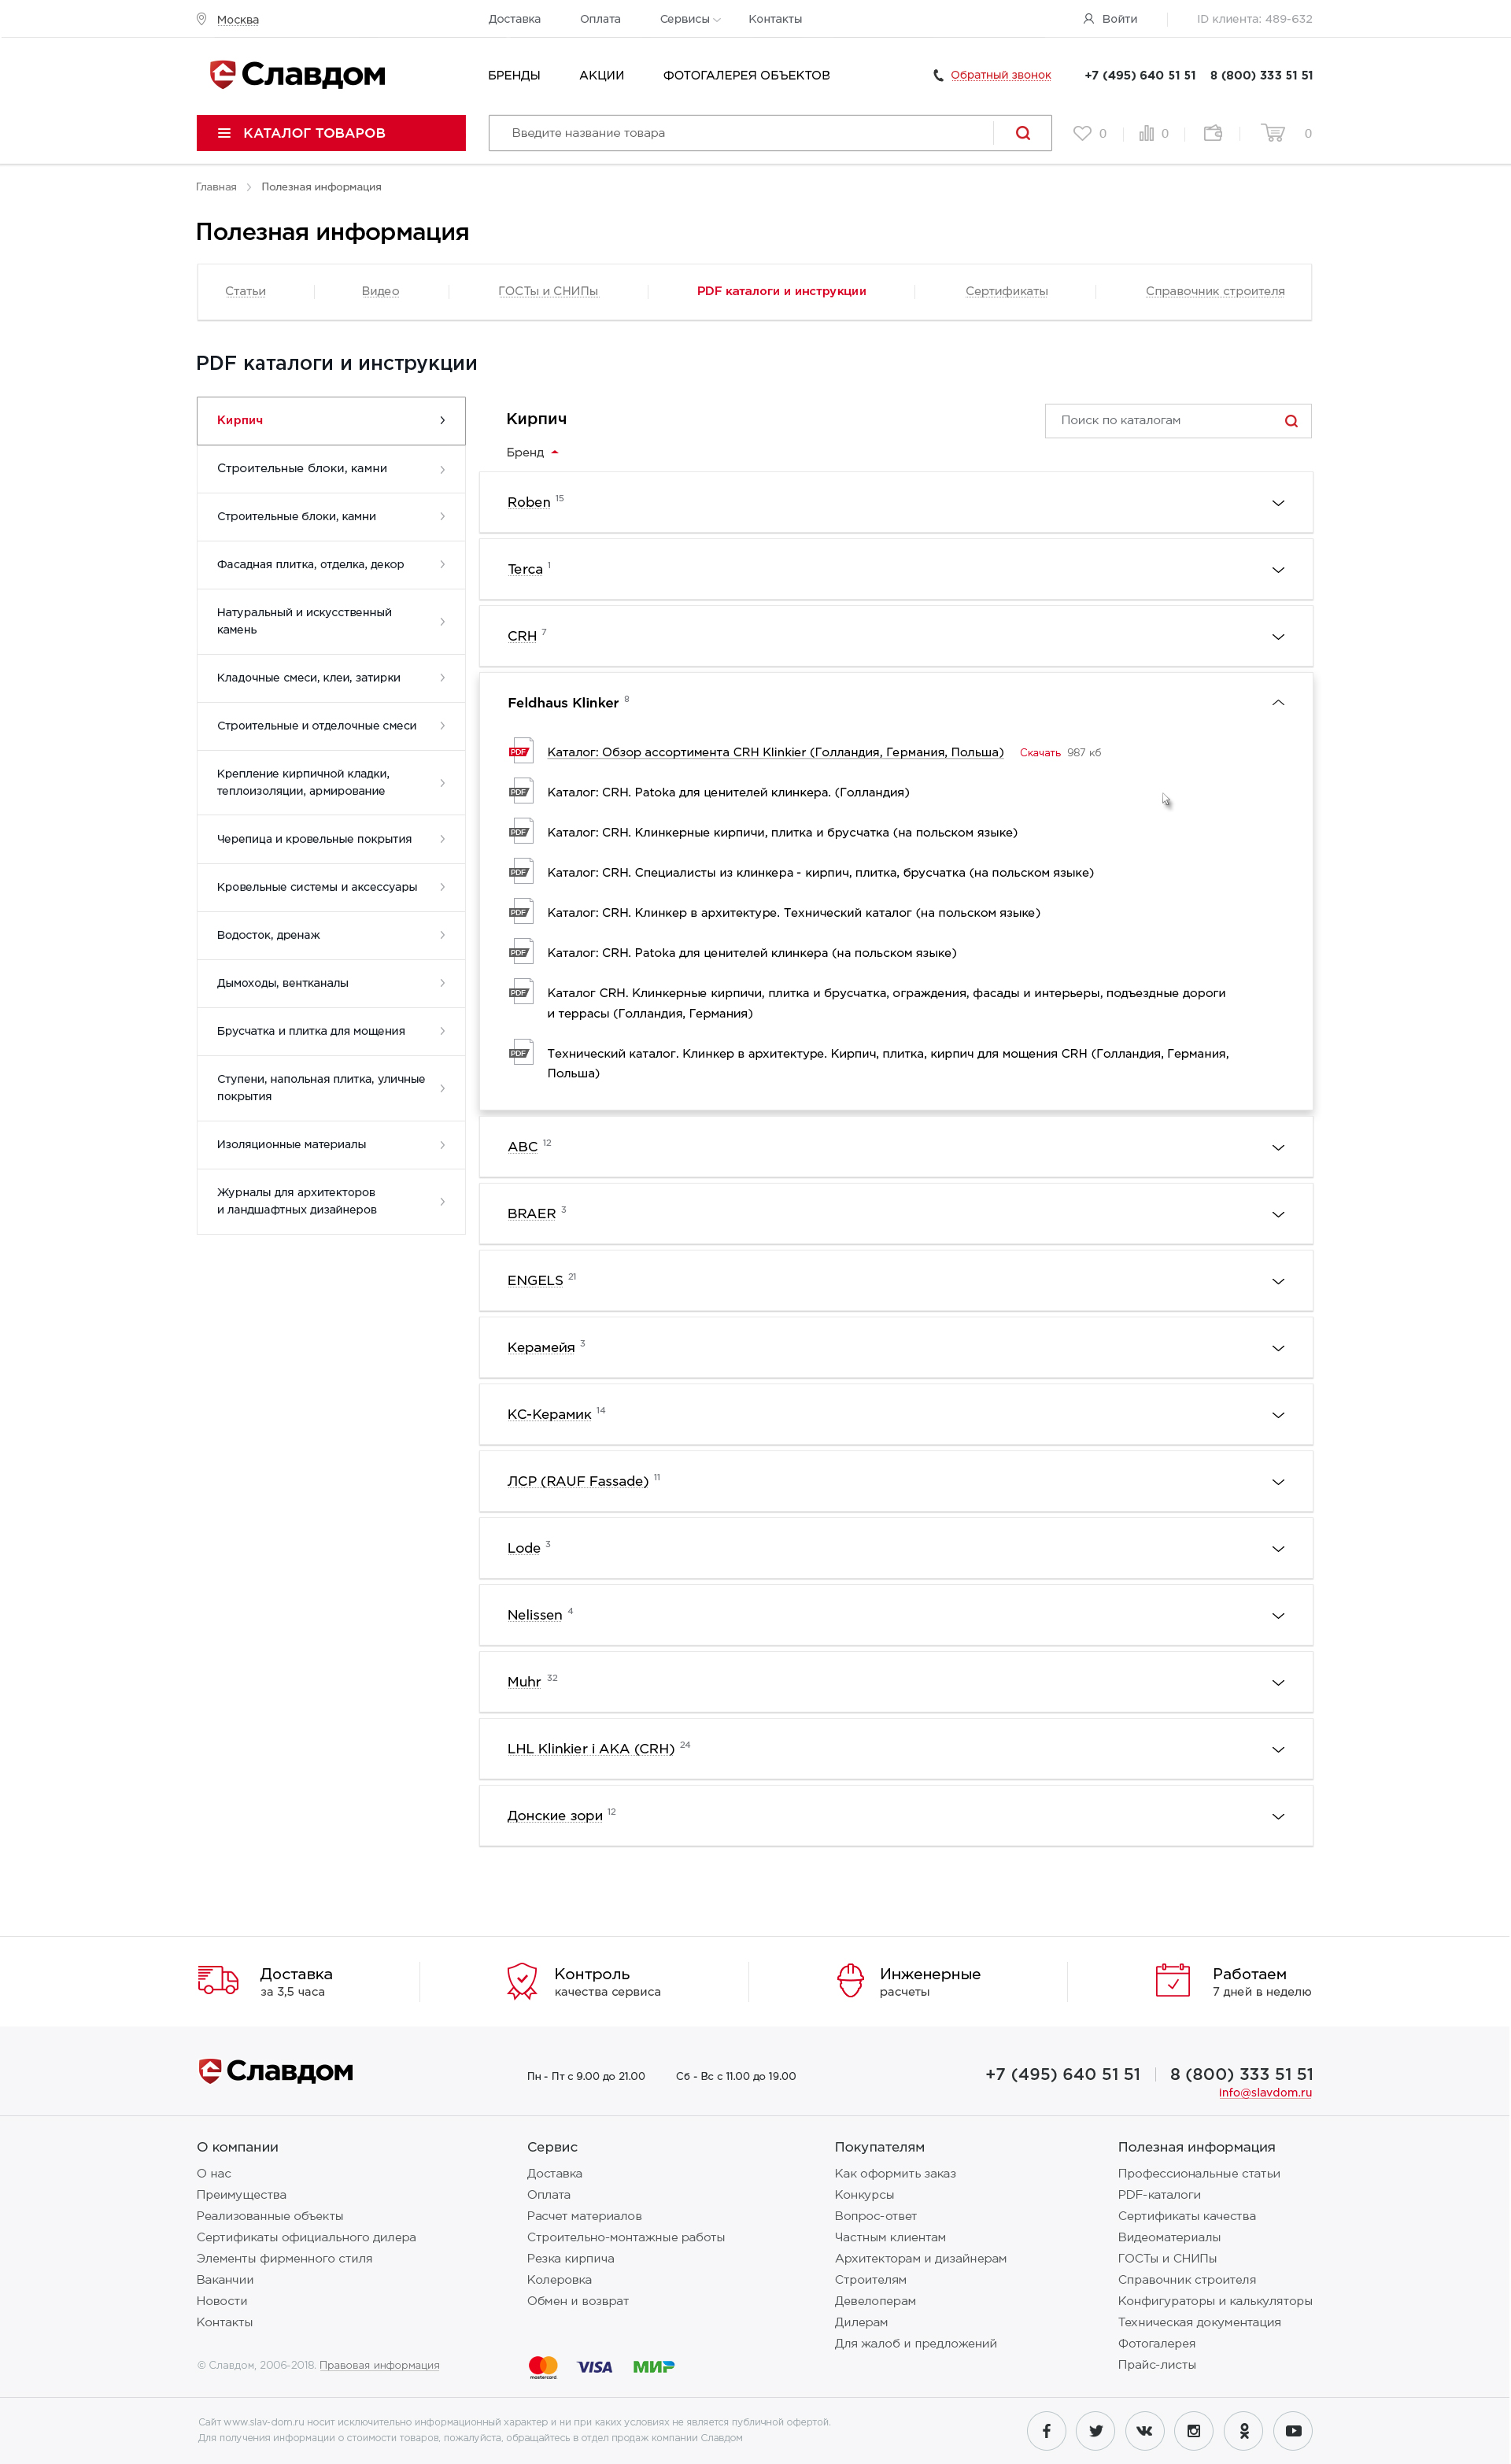 Москва
Доставка
Оплата
Сервисы
Контакты
Войти
ID клиента: 489-632
Славдом
БРЕНДЫ
АКЦИИ
ФОТОГАЛЕРЕЯ ОБЪЕКТОВ
Обратный звонок
+7 (495) 640 51 51
8 (800) 333 51 51
КАТАЛОГ ТОВАРОВ
Введите название товара
0
0
0
Главная
Полезная информация
Полезная информация
Статьи
Видео
ГОСТы и СНИПы
PDF каталоги и инструкции
Сертификаты
Справочник строителя
PDF каталоги и инструкции
Кирпич
Строительные блоки, камни
Строительные блоки, камни
Фасадная плитка, отделка, декор
Натуральный и искусственный
камень
Кладочные смеси, клеи, затирки
Строительные и отделочные смеси
Крепление кирпичной кладки,
теплоизоляции, армирование
Черепица и кровельные покрытия
Кровельные системы и аксессуары
Водосток, дренаж
Дымоходы, вентканалы
Брусчатка и плитка для мощения
Ступени, напольная плитка, уличные
покрытия
Изоляционные материалы
Журналы для архитекторов
и ландшафтных дизайнеров
Кирпич
Поиск по каталогам
Бренд
Roben 15
Terca 1
CRH 7
Feldhaus Klinker 8
PDF Каталог: Обзор ассортимента CRH Klinkier (Голландия, Германия, Польша) Скачать 987 кб
PDF Каталог: CRH. Patoka для ценителей клинкера. (Голландия)
PDF Каталог: CRH. Клинкерные кирпичи, плитка и брусчатка (на польском языке)
PDF Каталог: CRH. Специалисты из клинкера - кирпич, плитка, брусчатка (на польском языке)
PDF Каталог: CRH. Клинкер в архитектуре. Технический каталог (на польском языке)
PDF Каталог: CRH. Patoka для ценителей клинкера (на польском языке)
PDF Каталог CRH. Клинкерные кирпичи, плитка и брусчатка, ограждения, фасады и интерьеры, подъездные дороги
и террасы (Голландия, Германия)
PDF Технический каталог. Клинкер в архитектуре. Кирпич, плитка, кирпич для мощения CRH (Голландия, Германия,
Польша)
ABC 12
BRAER 3
ENGELS 21
Керамейя 3
КС-Керамик 14
ЛСР (RAUF Fassade) 11
Lode 3
Nelissen 4
Muhr 32
LHL Klinkier i AKA (CRH) 24
Донские зори 12
Доставка
за 3,5 часа
Контроль
качества сервиса
Инженерные
расчеты
Работаем
7 дней в неделю
Славдом
Пн - Пт с 9.00 до 21.00
Сб - Вс с 11.00 до 19.00
+7 (495) 640 51 51
8 (800) 333 51 51
info@slavdom.ru
О компании
О нас
Преимущества
Реализованные объекты
Сертификаты официального дилера
Элементы фирменного стиля
Вакансии
Новости
Контакты
Сервис
Доставка
Оплата
Расчет материалов
Строительно-монтажные работы
Резка кирпича
Колеровка
Обмен и возврат
Покупателям
Как оформить заказ
Конкурсы
Вопрос-ответ
Частным клиентам
Архитекторам и дизайнерам
Строителям
Девелоперам
Дилерам
Для жалоб и предложений
Полезная информация
Профессиональные статьи
PDF-каталоги
Сертификаты качества
Видеоматериалы
ГОСТы и СНИПы
Справочник строителя
Конфигураторы и калькуляторы
Техническая документация
Фотогалерея
Прайс-листы
© Славдом, 2006-2018. Правовая информация
mastercard
VISA
МИР
Сайт www.slav-dom.ru носит исключительно информационный характер и ни при каких условиях не является публичной офертой.
Для получения информации о стоимости товаров, пожалуйста, обращайтесь в отдел продаж компании Славдом